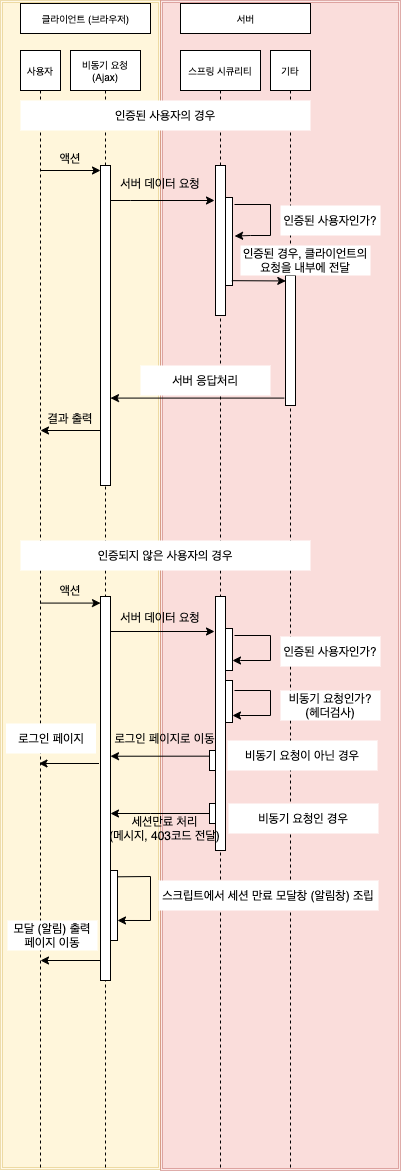 클라이언트 (브라우저)
서버
사용자
비동기 요청
(Ajax)
스프링 시큐리티
기타
인증된 사용자의 경우
액션
서버 데이터 요청
인증된 사용자인가?
인증된 경우, 클라이언트의
요청을 내부에 전달
서버 응답처리
결과 출력
인증되지 않은 사용자의 경우
액션
서버 데이터 요청
인증된 사용자인가?
비동기 요청인가?
(헤더검사)
로그인 페이지
로그인 페이지로 이동
비동기 요청이 아닌 경우
세션만료 처리
(메시지, 403코드 전달)
비동기 요청인 경우
스크립트에서 세션 만료 모달창 (알림창) 조립
모달 (알림) 출력
페이지 이동